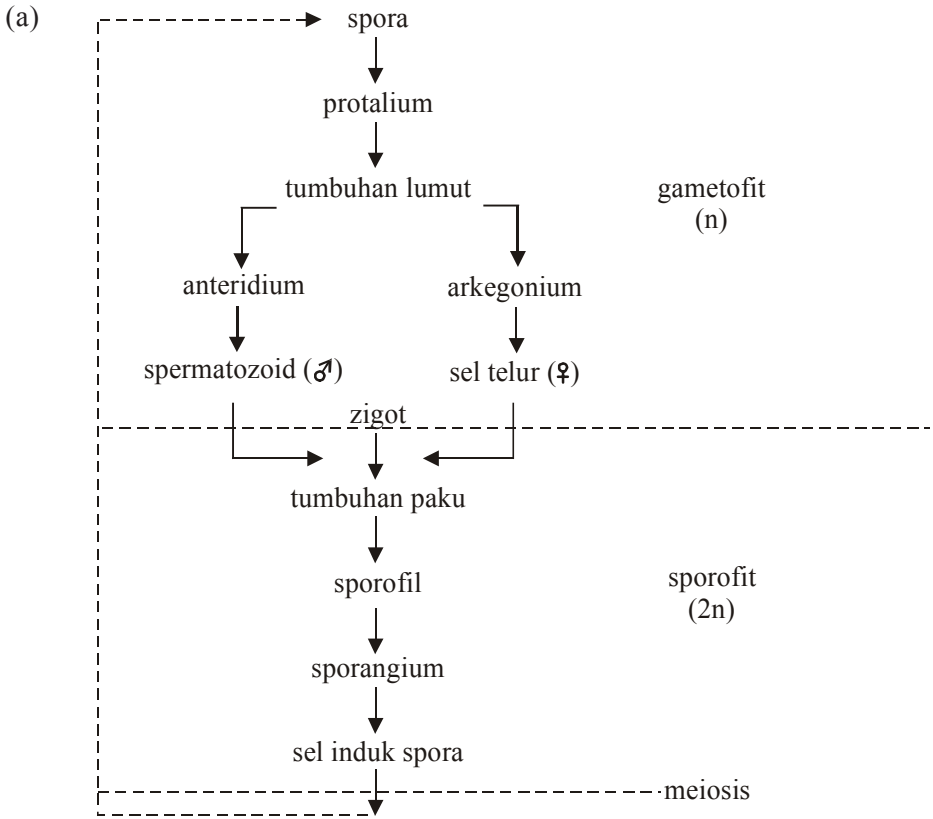 (a)
spora
protalium
tumbuhan lumut
gametofit
(n)
anteridium
arkegonium
spermatozoid (♂)
sel telur (♀)
zigot
tumbuhan paku
sporofil
sporofit
(2n)
sporangium
sel induk spora
meiosis